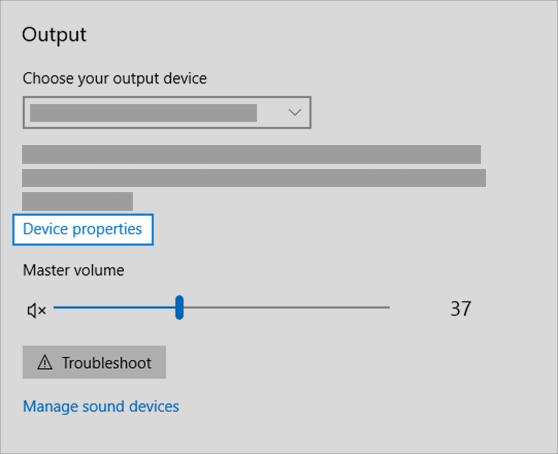 Output
Choose your output device
Device properties
Master volume
37
Troubleshoot
Manage sound devices